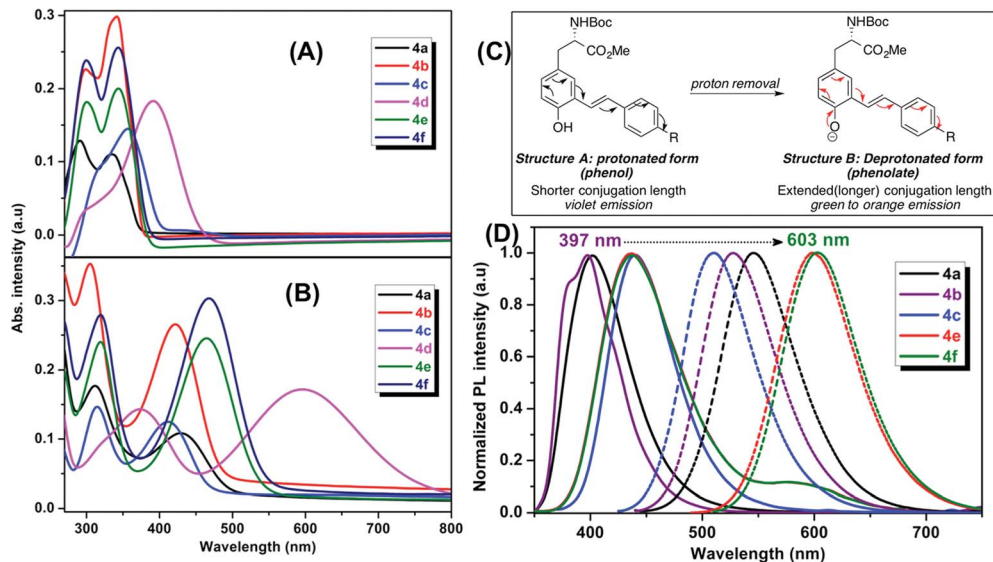 (A)
4a
4b
4c
4d
4e
4f
0.3
0.2
0.1
0.0
(B)
4a
4b
4c
4d
4e
4f
0.3
0.2
0.1
0.0
Abs. intensity (a.u)
300 400 500 600 700 800
Wavelength (nm)
(C)
NHBoc
CO₂Me
OH
R
proton removal
NHBoc
CO₂Me
O
⊖
R
Structure A: protonated form
(phenol)
Shorter conjugation length
violet emission
Structure B: Deprotonated form
(phenolate)
Extended(longer) conjugation length
green to orange emission
(D)
397 nm 603 nm
4a
4b
4c
4e
4f
1.0
0.8
0.6
0.4
0.2
0.0
Normalized PL intensity (a.u)
400 500 600 700
Wavelength (nm)